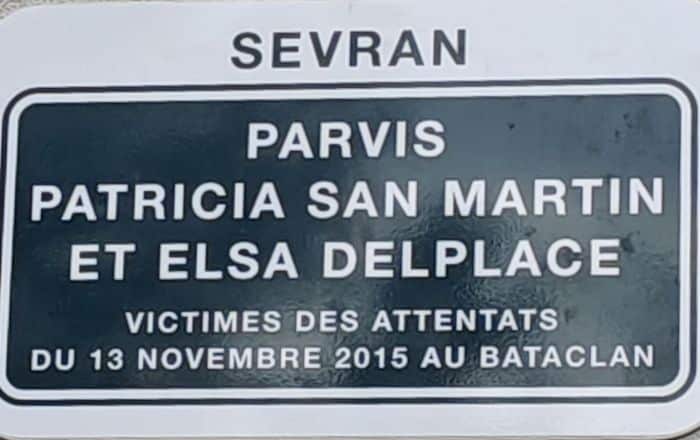 SEVRAN
PARVIS
PATRICIA SAN MARTIN
ET ELSA DELPLACE
VICTIMES DES ATTENTATS
DU 13 NOVEMBRE 2015 AU BATACLAN